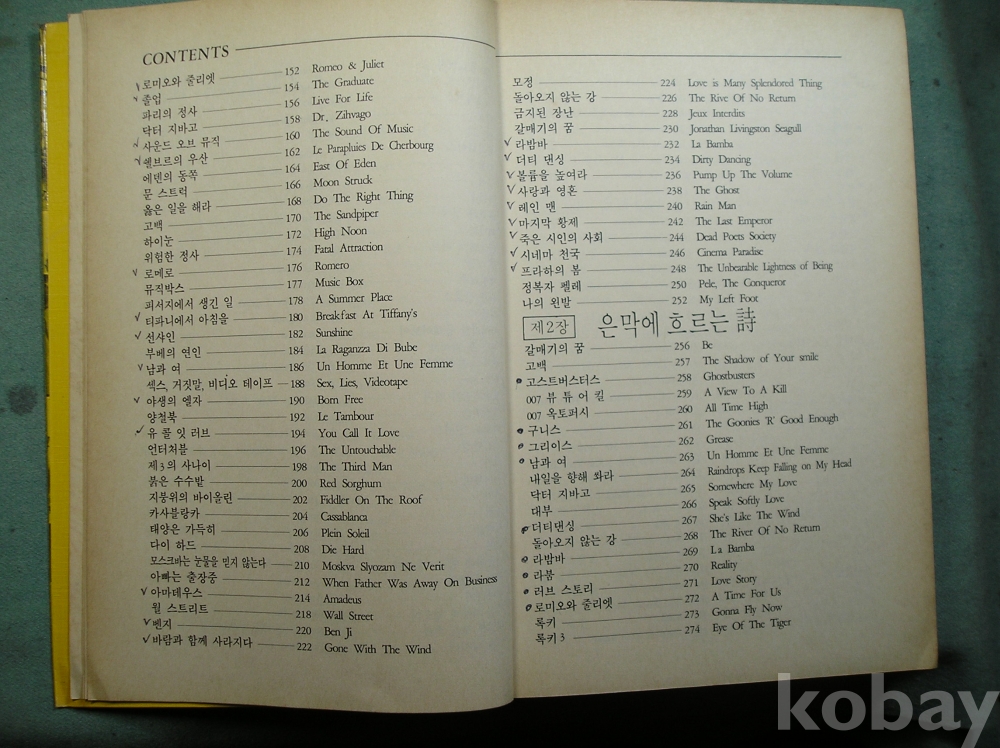 CONTENTS
로미오와 줄리엣 152 Romeo & Juliet
졸업 154 The Graduate
파리의 정사 156 Live For Life
닥터 지바고 158 Dr. Zihvago
사운드 오브 뮤직 160 The Sound Of Music
쉘브르의 우산 162 Le Parapluies De Cherbourg
에덴의 동쪽 164 East Of Eden
문 스트럭 166 Moon Struck
옳은 일을 해라 168 Do The Right Thing
고백 170 The Sandpiper
하이눈 172 High Noon
위험한 정사 174 Fatal Attraction
로메로 176 Romero
뮤직박스 177 Music Box
피서지에서 생긴 일 178 A Summer Place
티파니에서 아침을 180 Breakfast At Tiffany's
선샤인 182 Sunshine
부베의 연인 184 La Raganzza Di Bube
남과 여 186 Un Homme Et Une Femme
섹스, 거짓말, 비디오 테이프 188 Sex, Lies, Videotape
야생의 엘자 190 Born Free
양철북 192 Le Tambour
유 콜 잇 러브 194 You Call It Love
언터처블 196 The Untouchable
제3의 사나이 198 The Third Man
붉은 수수밭 200 Red Sorghum
지붕위의 바이올린 202 Fiddler On The Roof
카사블랑카 204 Cassablanca
태양은 가득히 206 Plein Soleil
다이 하드 208 Die Hard
모스크바는 눈물을 믿지 않는다 210 Moskva Slyozam Ne Verit
아빠는 출장중 212 When Father Was Away On Business
아마데우스 214 Amadeus
월 스트리트 218 Wall Street
벤지 220 Ben Ji
바람과 함께 사라지다 222 Gone With The Wind
모정 224 Love is Many Splendored Thing
돌아오지 않는 강 226 The Rive Of No Return
금지된 장난 228 Jeux Interdits
갈매기의 꿈 230 Jonathan Livingston Seagull
라밤바 232 La Bamba
더티 댄싱 234 Dirty Dancing
볼륨을 높여라 236 Pump Up The Volume
사랑과 영혼 238 The Ghost
레인 맨 240 Rain Man
마지막 황제 242 The Last Emperor
죽은 시인의 사회 244 Dead Poets Society
시네마 천국 246 Cinema Paradise
프라하의 봄 248 The Unbearable Lightness of Being
정복자 펠레 250 Pele, The Conqueror
나의 왼발 252 My Left Foot
제2장 은막에 흐르는 詩
갈매기의 꿈 256 Be
고백 257 The Shadow of Your smile
고스트버스터스 258 Ghostbusters
007 뷰 튜 어 킬 259 A View To A Kill
007 옥토퍼시 260 All Time High
구니스 261 The Goonies 'R' Good Enough
그리이스 262 Grease
남과 여 263 Un Homme Et Une Femme
내일을 향해 쏴라 264 Raindrops Keep Falling on My Head
닥터 지바고 265 Somewhere My Love
대부 266 Speak Softly Love
더티댄싱 267 She's Like The Wind
돌아오지 않는 강 268 The River Of No Return
라밤바 269 La Bamba
라붐 270 Reality
러브 스토리 271 Love Story
로미오와 줄리엣 272 A Time For Us
록키 273 Gonna Fly Now
록키 3 274 Eye Of The Tiger
kobay